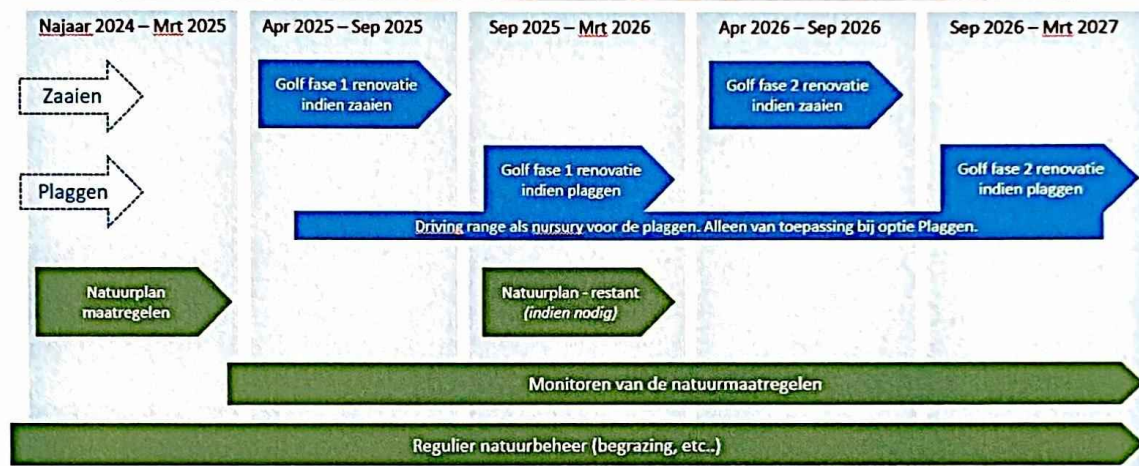 Najaar 2024 – Mrt 2025
Apr 2025 – Sep 2025
Sep 2025 – Mrt 2026
Apr 2026 – Sep 2026
Sep 2026 – Mrt 2027
Zaaien
Golf fase 1 renovatie
indien zaaien
Golf fase 2 renovatie
indien zaaien
Plaggen
Golf fase 1 renovatie
indien plaggen
Golf fase 2 renovatie
indien plaggen
Driving range als nursury voor de plaggen. Alleen van toepassing bij optie Plaggen.
Natuurplan
maatregelen
Natuurplan - restant
(indien nodig)
Monitoren van de natuurmaatregelen
Regulier natuurbeheer (begrazing, etc..)